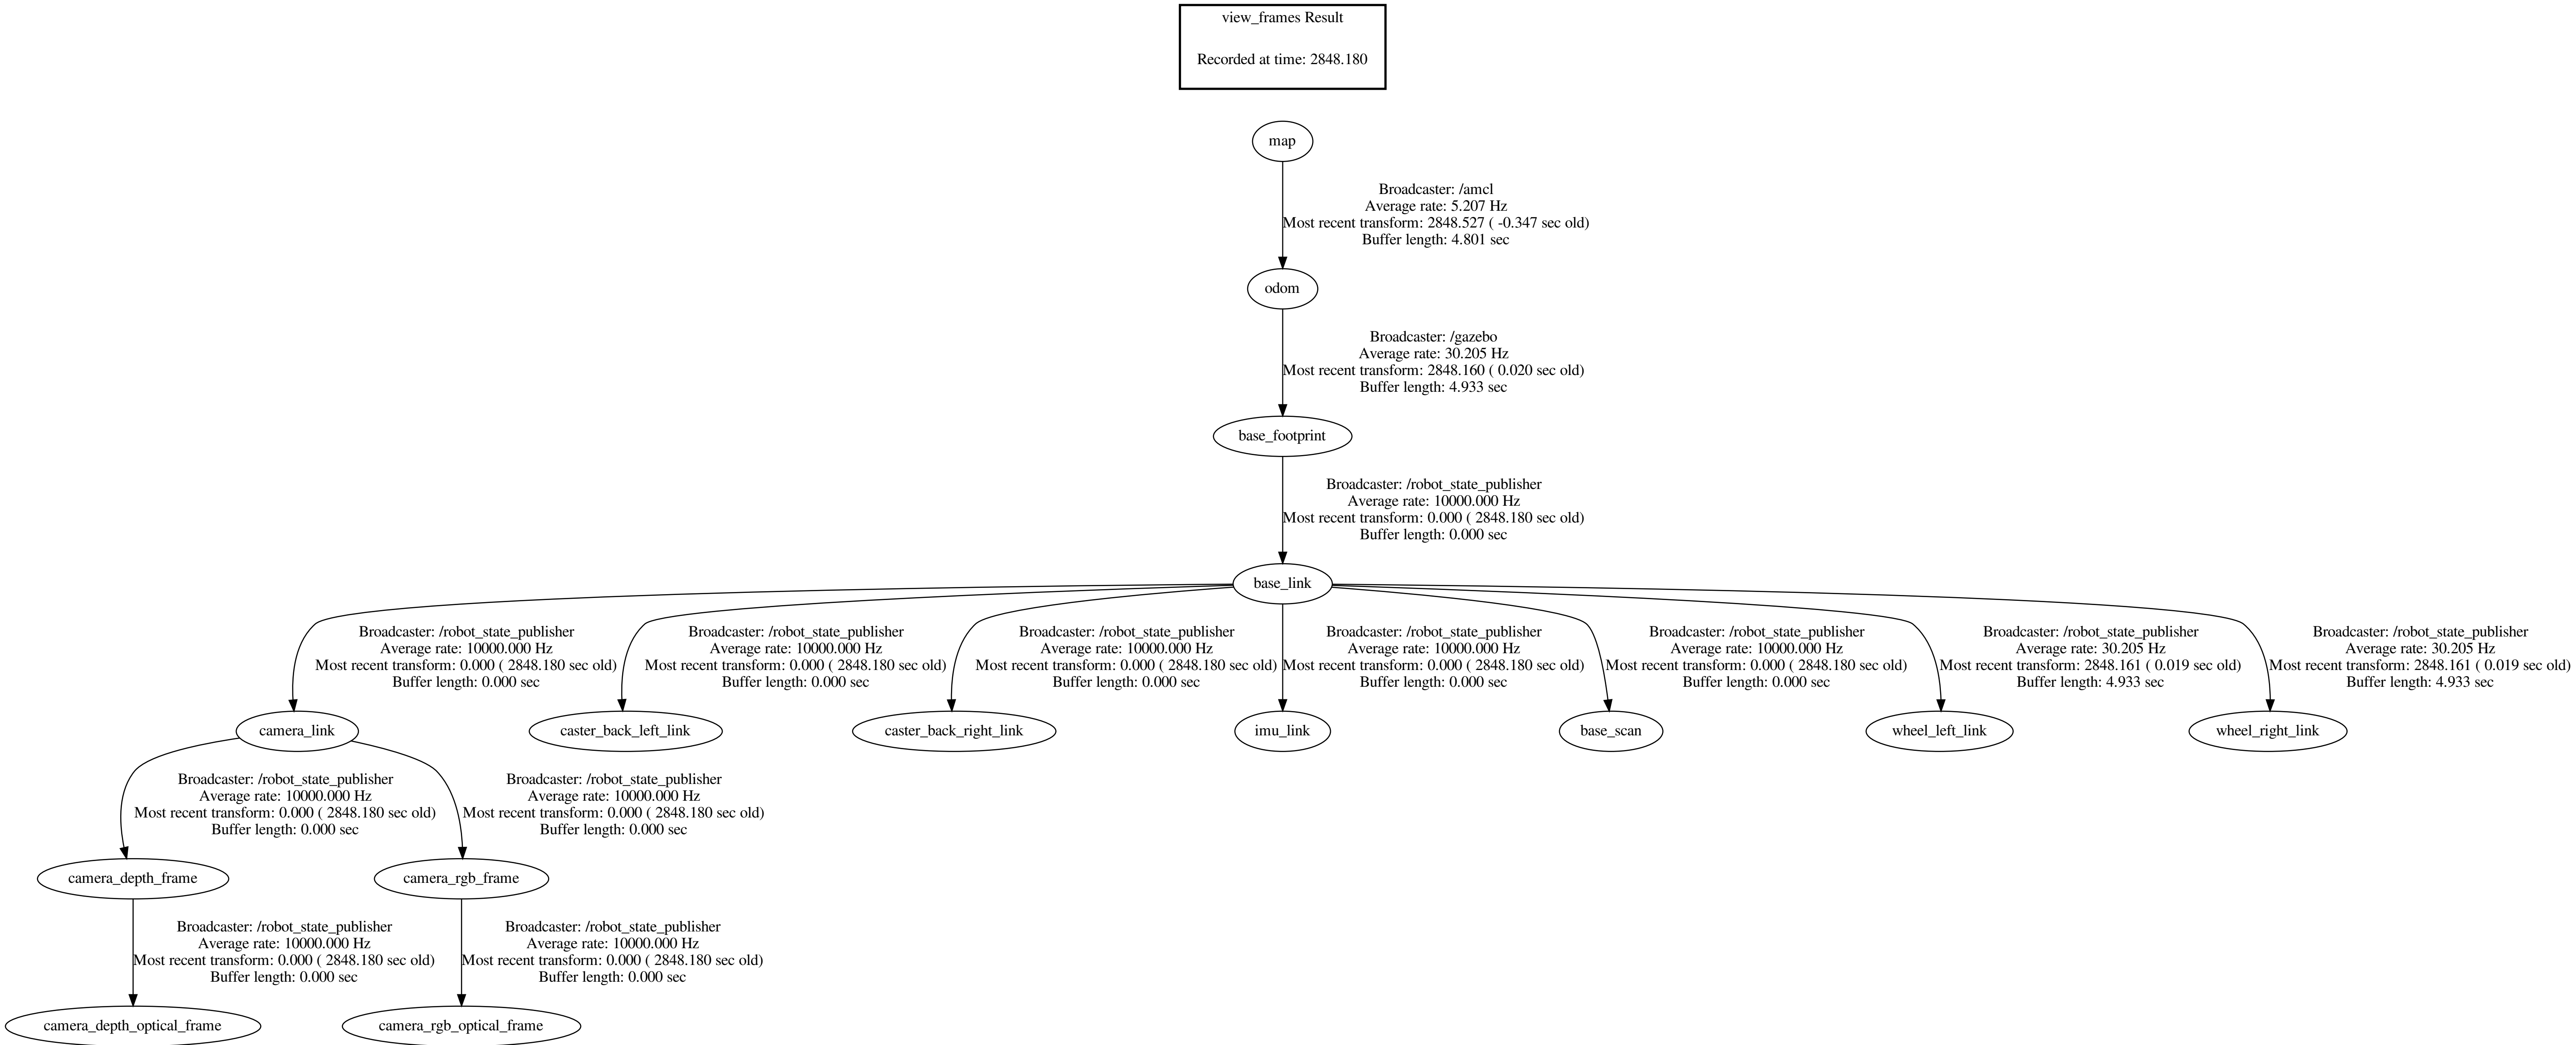 view_frames Result
Recorded at time: 2848.180
map
Broadcaster: /amcl
Average rate: 5.207 Hz
Most recent transform: 2848.527 ( -0.347 sec old)
Buffer length: 4.801 sec
odom
Broadcaster: /gazebo
Average rate: 30.205 Hz
Most recent transform: 2848.160 ( 0.020 sec old)
Buffer length: 4.933 sec
base_footprint
Broadcaster: /robot_state_publisher
Average rate: 10000.000 Hz
Most recent transform: 0.000 ( 2848.180 sec old)
Buffer length: 0.000 sec
base_link
Broadcaster: /robot_state_publisher
Average rate: 10000.000 Hz
Most recent transform: 0.000 ( 2848.180 sec old)
Buffer length: 0.000 sec
Broadcaster: /robot_state_publisher
Average rate: 10000.000 Hz
Most recent transform: 0.000 ( 2848.180 sec old)
Buffer length: 0.000 sec
Broadcaster: /robot_state_publisher
Average rate: 10000.000 Hz
Most recent transform: 0.000 ( 2848.180 sec old)
Buffer length: 0.000 sec
Broadcaster: /robot_state_publisher
Average rate: 10000.000 Hz
Most recent transform: 0.000 ( 2848.180 sec old)
Buffer length: 0.000 sec
Broadcaster: /robot_state_publisher
Average rate: 10000.000 Hz
Most recent transform: 0.000 ( 2848.180 sec old)
Buffer length: 0.000 sec
Broadcaster: /robot_state_publisher
Average rate: 30.205 Hz
Most recent transform: 2848.161 ( 0.019 sec old)
Buffer length: 4.933 sec
Broadcaster: /robot_state_publisher
Average rate: 30.205 Hz
Most recent transform: 2848.161 ( 0.019 sec old)
Buffer length: 4.933 sec
camera_link
caster_back_left_link
caster_back_right_link
imu_link
base_scan
wheel_left_link
wheel_right_link
Broadcaster: /robot_state_publisher
Average rate: 10000.000 Hz
Most recent transform: 0.000 ( 2848.180 sec old)
Buffer length: 0.000 sec
Broadcaster: /robot_state_publisher
Average rate: 10000.000 Hz
Most recent transform: 0.000 ( 2848.180 sec old)
Buffer length: 0.000 sec
camera_depth_frame
camera_rgb_frame
Broadcaster: /robot_state_publisher
Average rate: 10000.000 Hz
Most recent transform: 0.000 ( 2848.180 sec old)
Buffer length: 0.000 sec
Broadcaster: /robot_state_publisher
Average rate: 10000.000 Hz
Most recent transform: 0.000 ( 2848.180 sec old)
Buffer length: 0.000 sec
camera_depth_optical_frame
camera_rgb_optical_frame